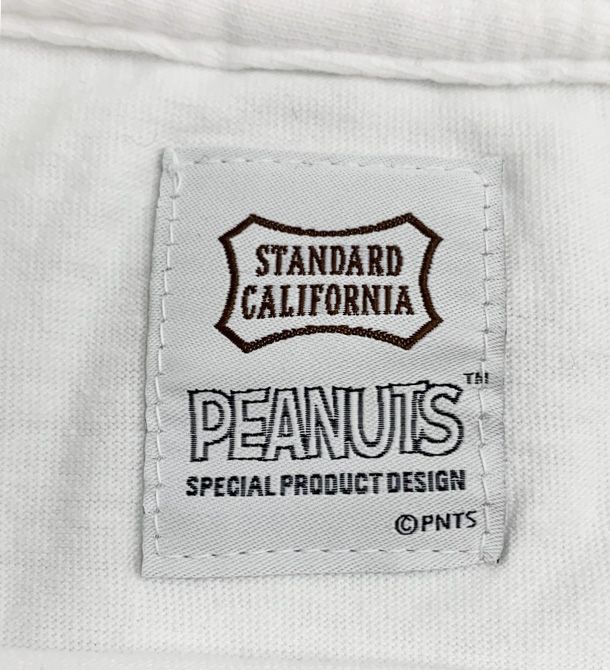 STANDARD
CALIFORNIA
PEANUTS™
SPECIAL PRODUCT DESIGN
©PNTS